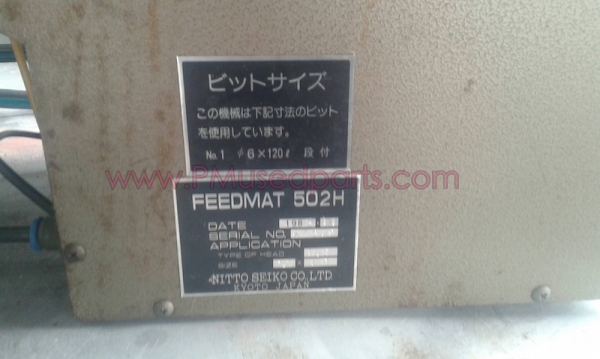 ビットサイズ
この機械は下記寸法のビット
を使用しています。
No.1 φ6×120ℓ 段付
www.PMusedparts.com
FEEDMAT 502H
DATE
SERIAL NO.
APPLICATION
TYPE OF HEAD
SIZE
NITTO SEIKO CO.,LTD.
KYOTO JAPAN